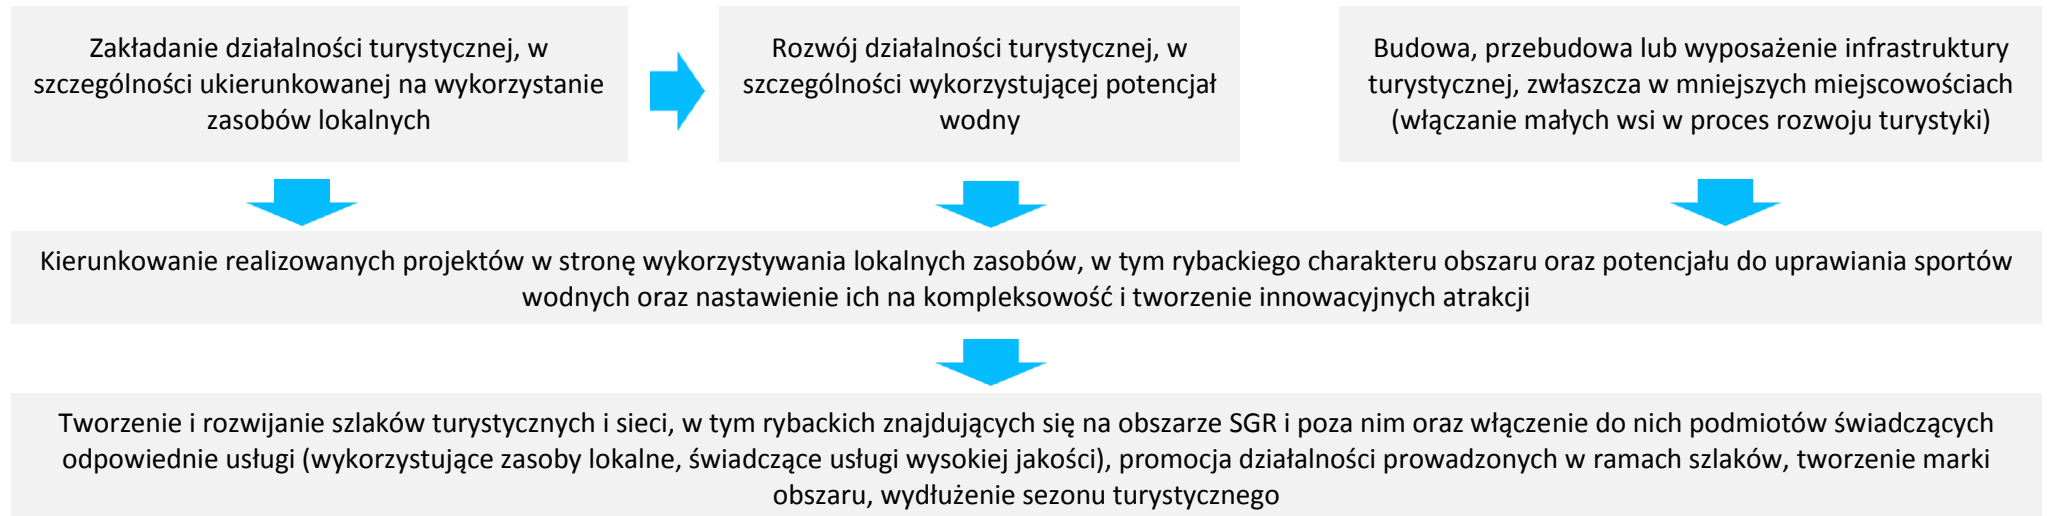 Zakładanie działalności turystycznej, w
szczególności ukierunkowanej na wykorzystanie
zasobów lokalnych
Rozwój działalności turystycznej, w
szczególności wykorzystującej potencjał
wodny
Budowa, przebudowa lub wyposażenie infrastruktury
turystycznej, zwłaszcza w mniejszych miejscowościach
(włączanie małych wsi w proces rozwoju turystyki)
Kierunkowanie realizowanych projektów w stronę wykorzystywania lokalnych zasobów, w tym rybackiego charakteru obszaru oraz potencjału do uprawiania sportów
wodnych oraz nastawienie ich na kompleksowość i tworzenie innowacyjnych atrakcji
Tworzenie i rozwijanie szlaków turystycznych i sieci, w tym rybackich znajdujących się na obszarze SGR i poza nim oraz włączenie do nich podmiotów świadczących
odpowiednie usługi (wykorzystujące zasoby lokalne, świadczące usługi wysokiej jakości), promocja działalności prowadzonych w ramach szlaków, tworzenie marki
obszaru, wydłużenie sezonu turystycznego